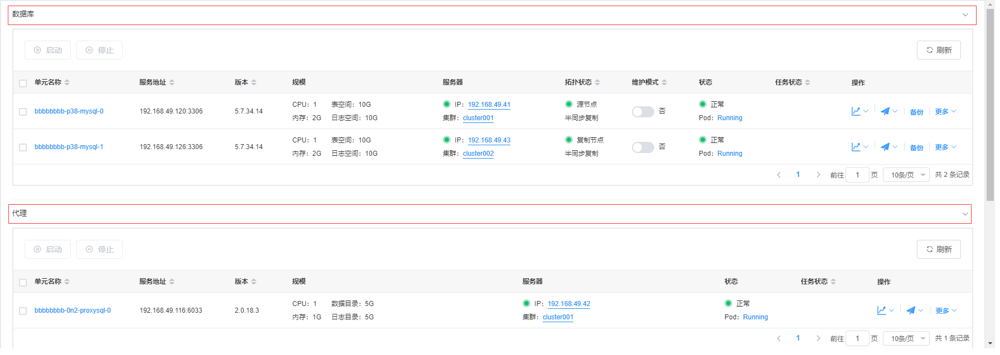 数据库
启动 停止 刷新
单元名称 服务地址 版本 规模 服务器 拓扑状态 维护模式 状态 任务状态 操作
CPU：1 表空间：10G IP：192.168.49.41 源节点 正常
bbbbbbbb-p38-mysql-0 192.168.49.120:3306 5.7.34.14 否 备份 更多
内存：2G 日志空间：10G 集群：cluster001 半同步复制 Pod：Running
CPU：1 表空间：10G IP：192.168.49.43 复制节点 正常
bbbbbbbb-p38-mysql-1 192.168.49.126:3306 5.7.34.14 否 备份 更多
内存：2G 日志空间：10G 集群：cluster002 半同步复制 Pod：Running
1 前往 1 页 10条/页 共 2 条记录
代理
启动 停止 刷新
单元名称 服务地址 版本 规模 服务器 状态 任务状态 操作
CPU：1 数据目录：5G IP：192.168.49.42 正常
bbbbbbbb-0n2-proxysql-0 192.168.49.116:6033 2.0.18.3 更多
内存：1G 日志目录：5G 集群：cluster001 Pod：Running
1 前往 1 页 10条/页 共 1 条记录